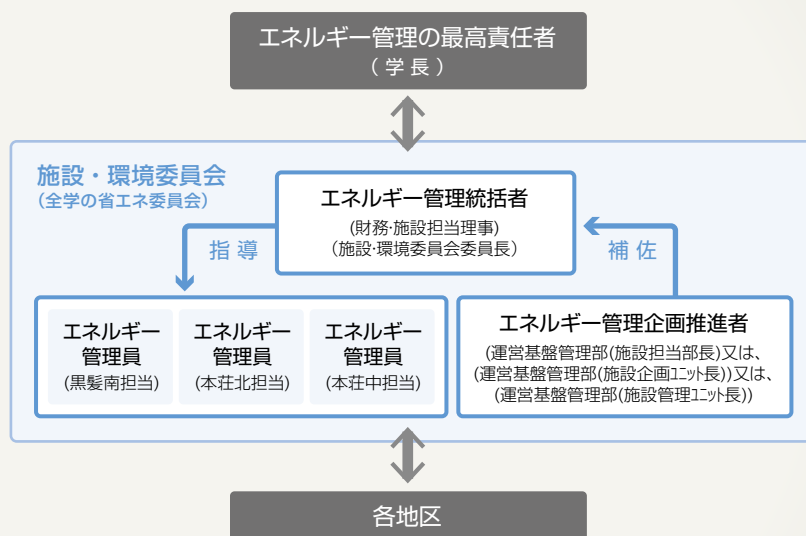 エネルギー管理の最高責任者
（ 学 長 ）
施設・環境委員会
(全学の省エネ委員会)
エネルギー管理統括者
(財務･施設担当理事)
（施設･環境委員会委員長）
指 導
補 佐
エネルギー
管理員
(黒髪南担当)
エネルギー
管理員
(本荘北担当)
エネルギー
管理員
(本荘中担当)
エネルギー管理企画推進者
(運営基盤管理部(施設担当部長)又は、
(運営基盤管理部(施設企画ﾕﾆｯﾄ長))又は、
(運営基盤管理部(施設管理ﾕﾆｯﾄ長))
各地区